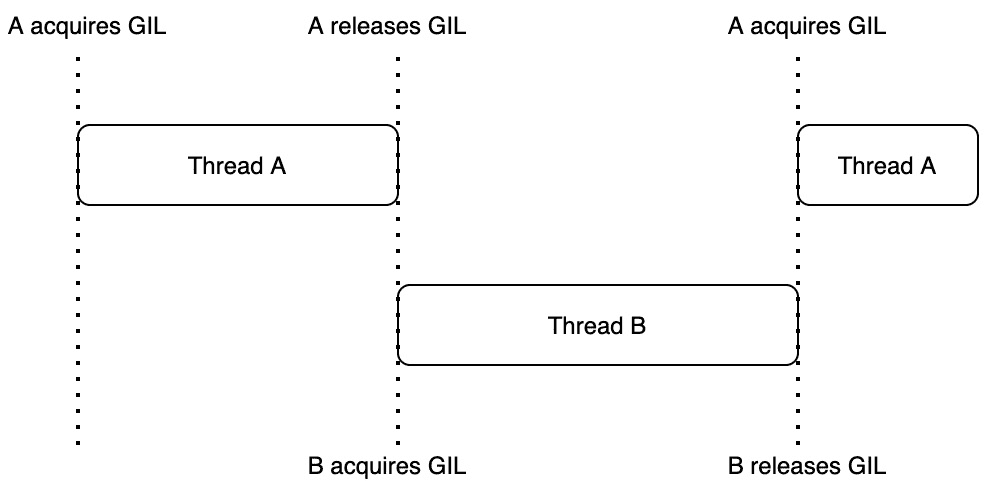 A acquires GIL
A releases GIL
A acquires GIL
Thread A
Thread A
Thread B
B acquires GIL
B releases GIL